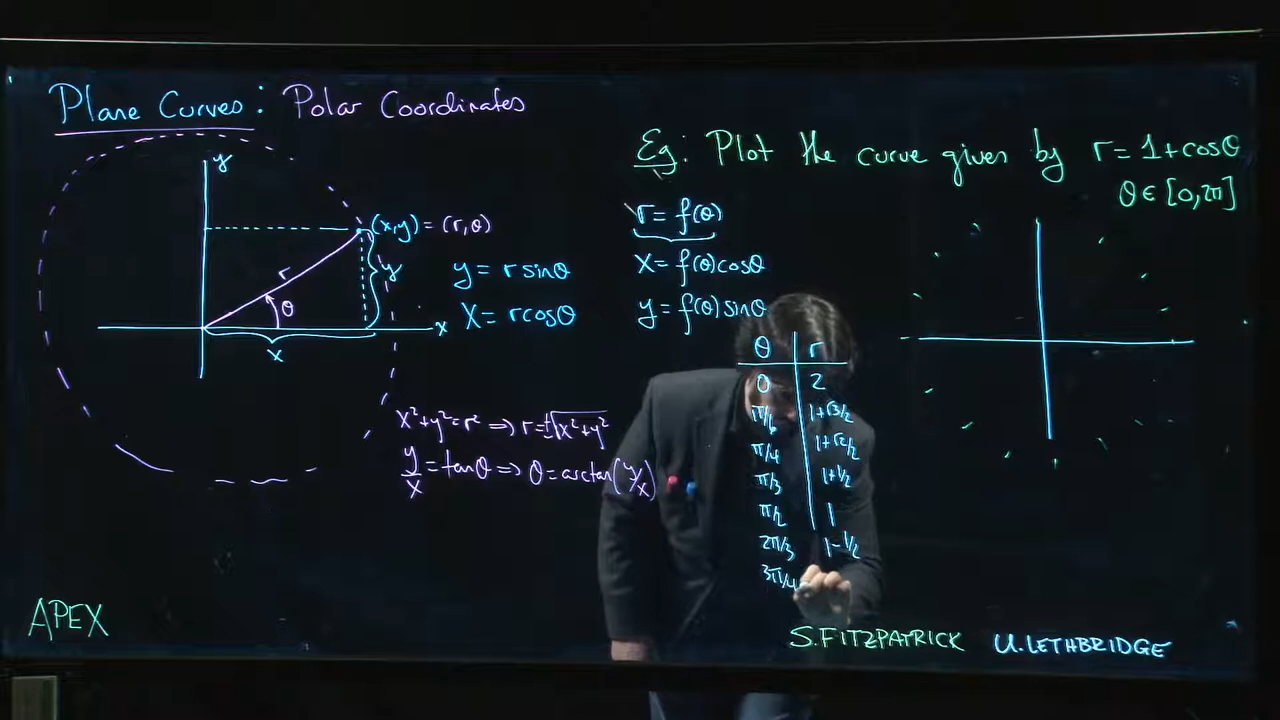 Plane Curves: Polar Coordinates
y
(x,y) = (r,θ)
r
y
θ
x
x
y = r sinθ
x = r cosθ
x²+y²=r² ⇒ r=±√x²+y²
y/x = tanθ ⇒ θ = arctan(y/x)
Eg: Plot the curve given by r = 1+cosθ
θ ∈ [0,2π]
r = f(θ)
x = f(θ)cosθ
y = f(θ) sinθ
θ r
0 2
π/6 1+√3/2
π/4 1+√2/2
π/3 1+1/2
π/2 1
2π/3 1-1/2
3π/4
APEX
S.FITZPATRICK U.LETHBRIDGE